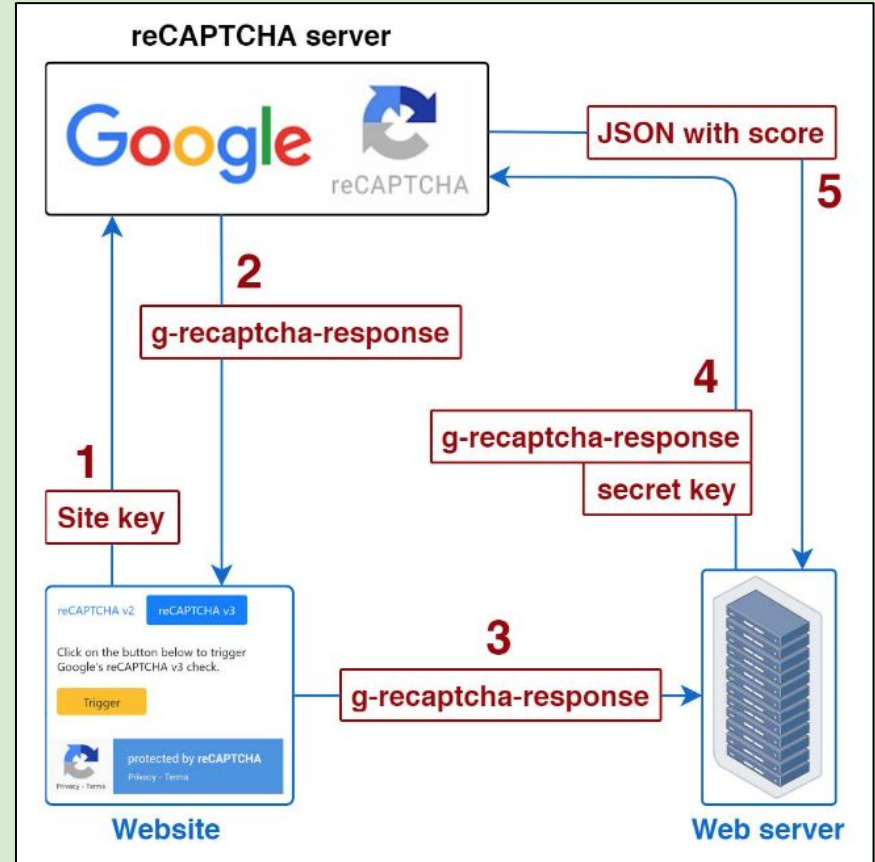 reCAPTCHA server
Google
reCAPTCHA
JSON with score
5
2
g-recaptcha-response
4
g-recaptcha-response
secret key
1
Site key
reCAPTCHA v2
reCAPTCHA v3
Click on the button below to trigger
Google's reCAPTCHA v3 check.
Trigger
protected by reCAPTCHA
Privacy - Terms
Privacy - Terms
3
g-recaptcha-response
Website
Web server